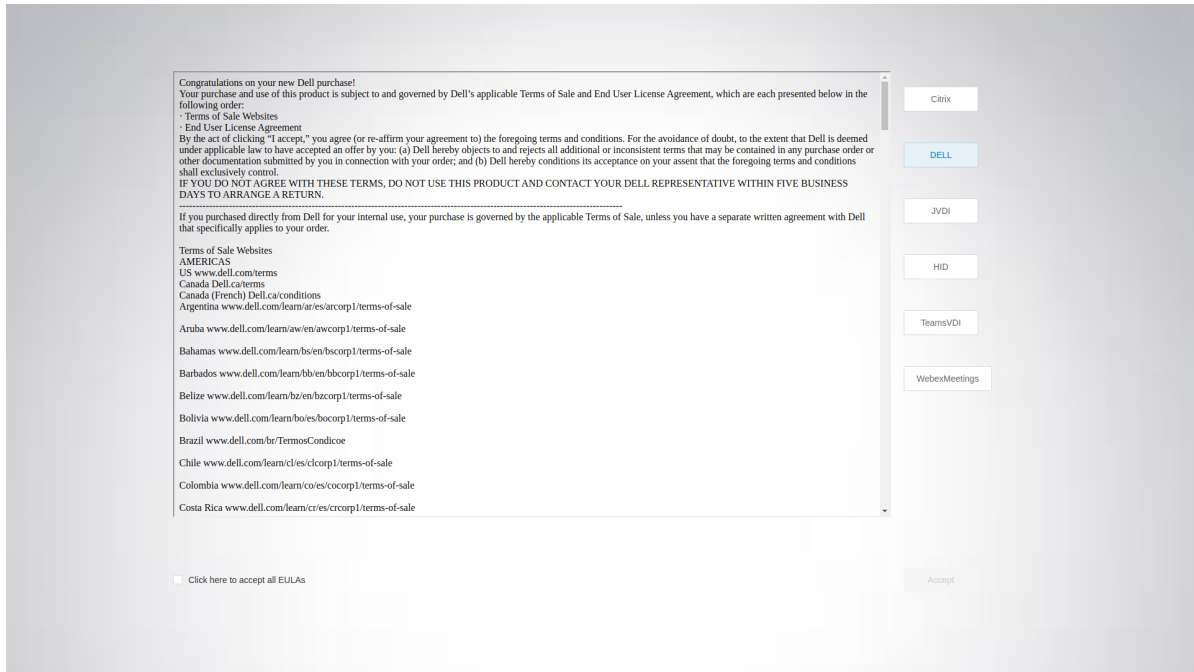 Congratulations on your new Dell purchase!
Your purchase and use of this product is subject to and governed by Dell’s applicable Terms of Sale and End User License Agreement, which are each presented below in the
following order:
· Terms of Sale Websites
· End User License Agreement
By the act of clicking “I accept,” you agree (or re-affirm your agreement to) the foregoing terms and conditions. For the avoidance of doubt, to the extent that Dell is deemed
under applicable law to have accepted an offer by you: (a) Dell hereby objects to and rejects all additional or inconsistent terms that may be contained in any purchase order or
other documentation submitted by you in connection with your order; and (b) Dell hereby conditions its acceptance on your assent that the foregoing terms and conditions
shall exclusively control.
IF YOU DO NOT AGREE WITH THESE TERMS, DO NOT USE THIS PRODUCT AND CONTACT YOUR DELL REPRESENTATIVE WITHIN FIVE BUSINESS
DAYS TO ARRANGE A RETURN.
If you purchased directly from Dell for your internal use, your purchase is governed by the applicable Terms of Sale, unless you have a separate written agreement with Dell
that specifically applies to your order.
Terms of Sale Websites
AMERICAS
US www.dell.com/terms
Canada Dell.ca/terms
Canada (French) Dell.ca/conditions
Argentina www.dell.com/learn/ar/es/arcorp1/terms-of-sale
Aruba www.dell.com/learn/aw/en/awcorp1/terms-of-sale
Bahamas www.dell.com/learn/bs/en/bscorp1/terms-of-sale
Barbados www.dell.com/learn/bb/en/bbcorp1/terms-of-sale
Belize www.dell.com/learn/bz/en/bzcorp1/terms-of-sale
Bolivia www.dell.com/learn/bo/es/bocorp1/terms-of-sale
Brazil www.dell.com/br/TermosCondicoe
Chile www.dell.com/learn/cl/es/clcorp1/terms-of-sale
Colombia www.dell.com/learn/co/es/cocorp1/terms-of-sale
Costa Rica www.dell.com/learn/cr/es/crcorp1/terms-of-sale
Citrix
DELL
JVDI
HID
TeamsVDI
WebexMeetings
Click here to accept all EULAs
Accept